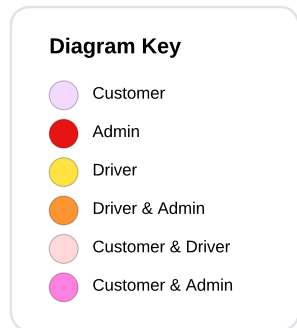 Diagram Key
Customer
Admin
Driver
Driver & Admin
Customer & Driver
Customer & Admin